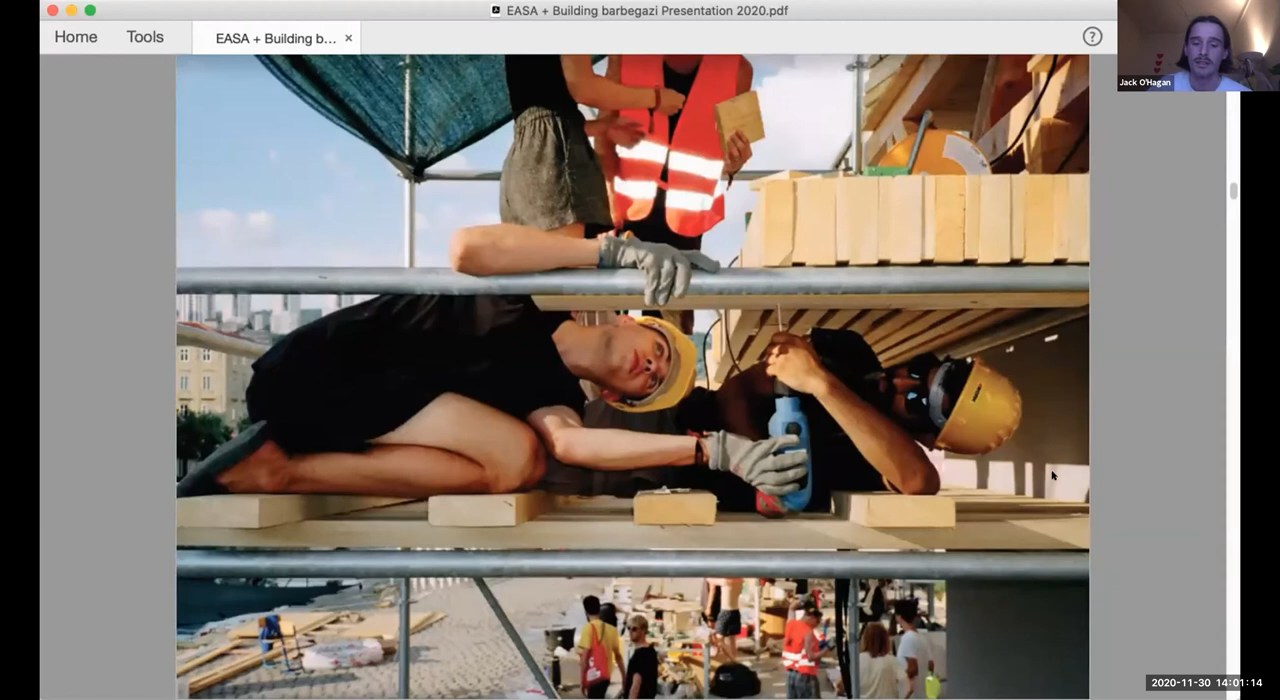 EASA + Building barbegazi Presentation 2020.pdf
Home
Tools
EASA + Building b... ×
?
Jack O'Hagan
2020-11-30 14:01:14